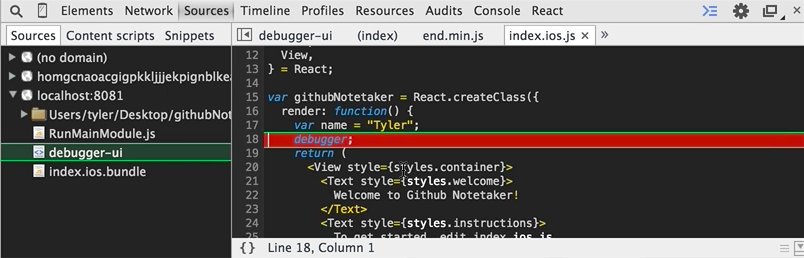 Elements Network Sources Timeline Profiles Resources Audits Console React
Sources Content scripts Snippets
(no domain)
homgcnaoacgigpkkljjjekpignblkea
localhost:8081
Users/tyler/Desktop/githubNot
RunMainModule.js
debugger-ui
index.ios.bundle
debugger-ui (index) end.min.js index.ios.js × »
12 View,
13 } = React;
14
15 var githubNotetaker = React.createClass({
16 render: function() {
17 var name = "Tyler";
18 debugger;
19 return (
20 <View style={styles.container}>
21 <Text style={styles.welcome}>
22 Welcome to Github Notetaker!
23 </Text>
24 <Text style={styles.instructions}>
25 To get started, edit index.ios.js
{} Line 18, Column 1